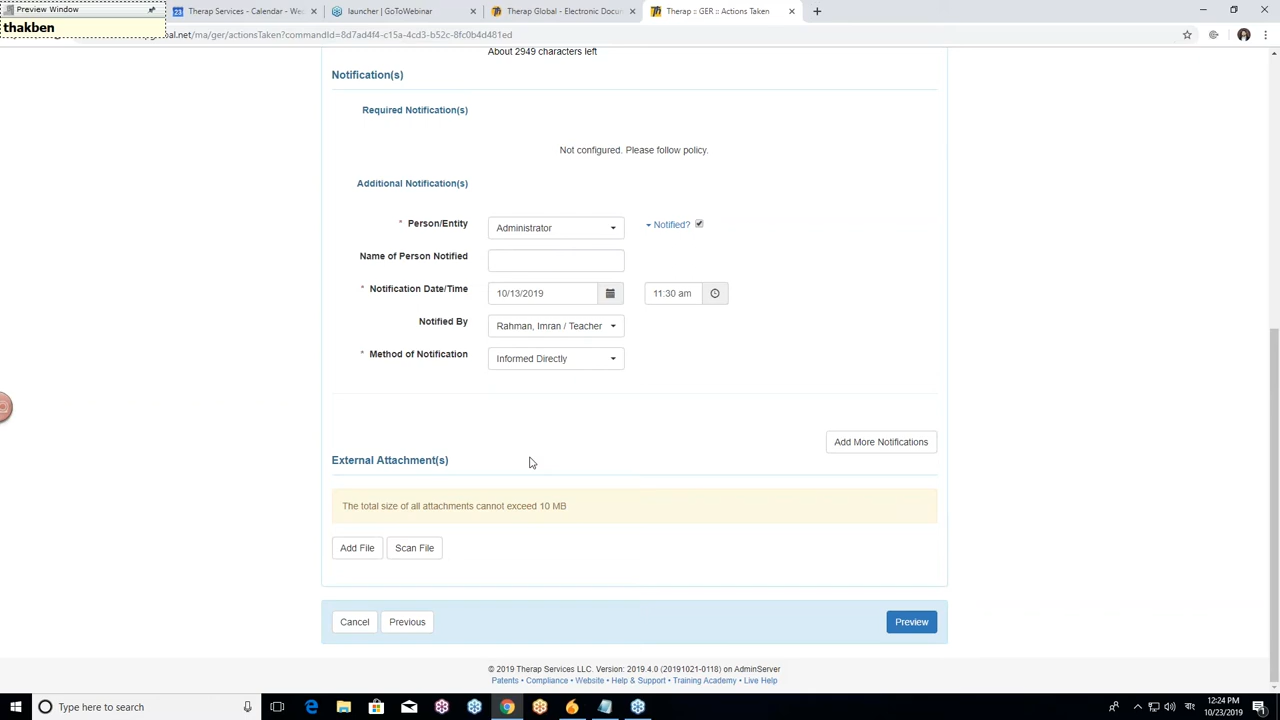 Preview Window
thakben
23 Therap Services - Calendar - We
launcher | GoToWebinar
Therap Global - Electronic Docu
Therap :: GER :: Actions Taken
global.net/ma/ger/actionsTaken?commandId=8d7ad4f4-c15a-4cd3-b52c-8fc0b4d481ed
About 2949 characters left
Notification(s)
Required Notification(s)
Not configured. Please follow policy.
Additional Notification(s)
* Person/Entity Administrator Notified?
Name of Person Notified
* Notification Date/Time 10/13/2019 11:30 am
Notified By Rahman, Imran / Teacher
* Method of Notification Informed Directly
Add More Notifications
External Attachment(s)
The total size of all attachments cannot exceed 10 MB
Add File Scan File
Cancel Previous Preview
© 2019 Therap Services LLC. Version: 2019.4.0 (20191021-0118) on AdminServer
Patents • Compliance • Website • Help & Support • Training Academy • Live Help
Type here to search
12:24 PM
10/23/2019